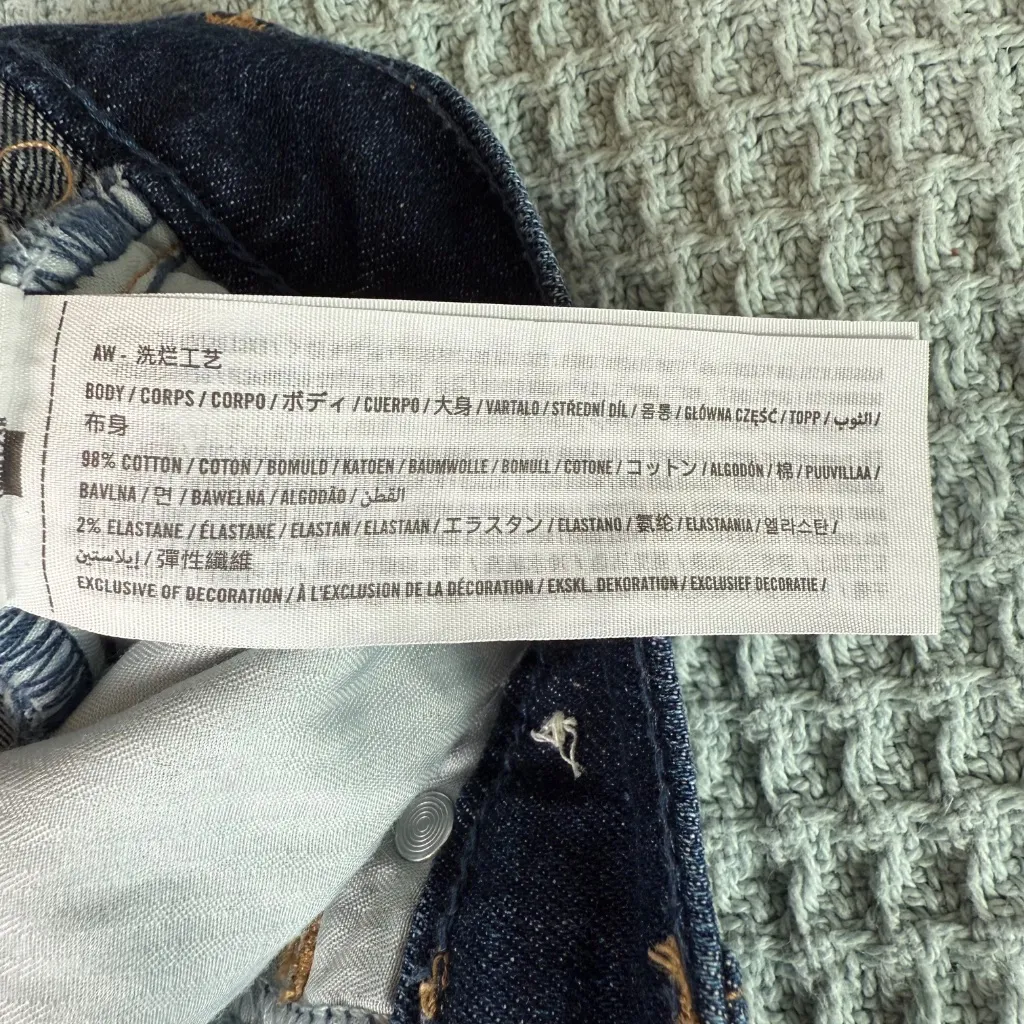 AW - 洗烂工艺
BODY / CORPS / CORPO / ボディ / CUERPO / 大身 / VARTALO / STŘEDNÍ DÍL / 몸통 / GŁÓWNA CZĘŚĆ / TOPP / الثوب /
布身
98% COTTON / COTON / BOMULD / KATOEN / BAUMWOLLE / BOMULL / COTONE / コットン / ALGODÓN / 棉 / PUUVILLAA /
BAVLNA / 면 / BAWEŁNA / ALGODÃO / القطن
2% ELASTANE / ÉLASTANE / ELASTAN / ELASTAAN / エラスタン / ELASTANO / 氨纶 / ELASTAANIA / 엘라스탄 /
إيلاستين / 彈性纖維
EXCLUSIVE OF DECORATION / À L'EXCLUSION DE LA DÉCORATION / EKSKL. DEKORATION / EXCLUSIEF DECORATIE /